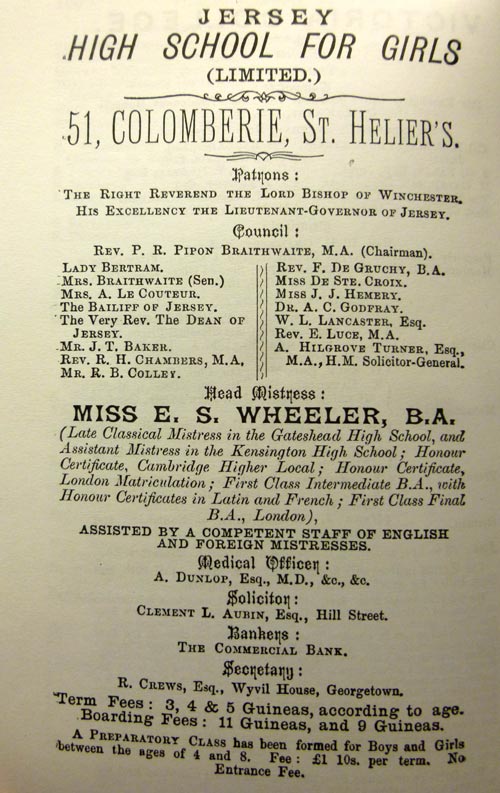 JERSEY
HIGH SCHOOL FOR GIRLS
(LIMITED.)
51, COLOMBERIE, ST. HELIER'S.
Patrons :
THE RIGHT REVEREND THE LORD BISHOP OF WINCHESTER.
HIS EXCELLENCY THE LIEUTENANT-GOVERNOR OF JERSEY.
Council :
REV. P. R. PIPON BRAITHWAITE, M.A. (CHAIRMAN).
LADY BERTRAM.
MRS. BRAITHWAITE (SEN.)
MRS. A. LE COUTEUR.
THE BAILIFF OF JERSEY.
THE VERY REV. THE DEAN OF
JERSEY.
MR. J. T. BAKER.
REV. R. H. CHAMBERS, M.A.
MR. R. B. COLLEY.
REV. F. DE GRUCHY, B.A.
MISS DE STE. CROIX.
MISS J. J. HEMERY.
DR. A. C. GODFRAY.
W. L. LANCASTER, ESQ.
REV. E. LUCE, M.A.
A. HILGROVE TURNER, ESQ.,
M.A., H.M. SOLICITOR-GENERAL.
Head Mistress :
MISS E. S. WHEELER, B.A.
(Late Classical Mistress in the Gateshead High School, and
Assistant Mistress in the Kensington High School ; Honour
Certificate, Cambridge Higher Local ; Honour Certificate,
London Matriculation ; First Class Intermediate B.A., with
Honour Certificates in Latin and French ; First Class Final
B.A., London),
ASSISTED BY A COMPETENT STAFF OF ENGLISH
AND FOREIGN MISTRESSES.
Medical Officer :
A. DUNLOP, ESQ., M.D., &c., &c.
Solicitor :
CLEMENT L. AUBIN, ESQ., HILL STREET.
Bankers :
THE COMMERCIAL BANK.
Secretary :
R. CREWS, ESQ., WYVIL HOUSE, GEORGETOWN.
Term Fees : 3, 4 & 5 Guineas, according to age.
Boarding Fees : 11 Guineas, and 9 Guineas.
A PREPARATORY CLASS has been formed for Boys and Girls
between the ages of 4 and 8. Fee : £1 10s. per term. No
Entrance Fee.